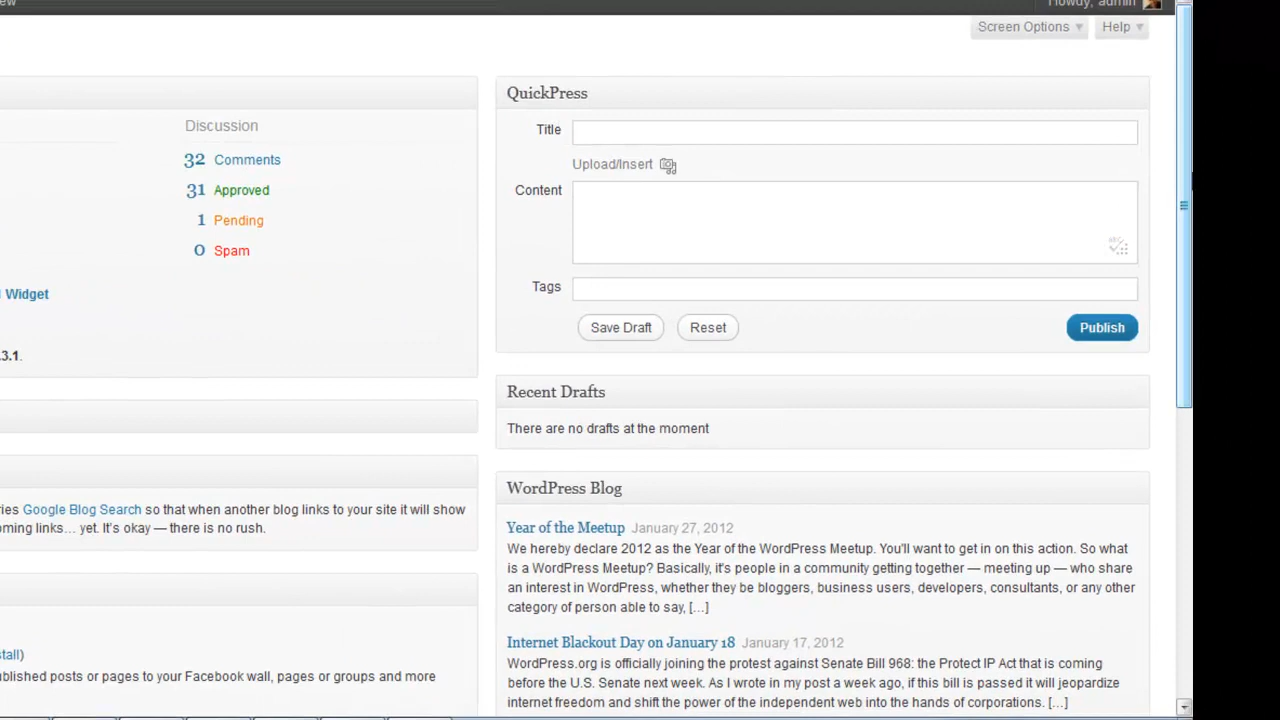 Howdy, admin
Screen Options
Help
Discussion
32 Comments
31 Approved
1 Pending
0 Spam
Widget
.3.1.
Google Blog Search so that when another blog links to your site it will show
links… yet. It's okay — there is no rush.
posts or pages to your Facebook wall, pages or groups and more
QuickPress
Title
Upload/Insert
Content
Tags
Save Draft
Reset
Publish
Recent Drafts
There are no drafts at the moment
WordPress Blog
Year of the Meetup January 27, 2012
We hereby declare 2012 as the Year of the WordPress Meetup. You'll want to get in on this action. So what
is a WordPress Meetup? Basically, it's people in a community getting together — meeting up — who share
an interest in WordPress, whether they be bloggers, business users, developers, consultants, or any other
category of person able to say, […]
Internet Blackout Day on January 18 January 17, 2012
WordPress.org is officially joining the protest against Senate Bill 968: the Protect IP Act that is coming
before the U.S. Senate next week. As I wrote in my post a week ago, if this bill is passed it will jeopardize
internet freedom and shift the power of the independent web into the hands of corporations. […]